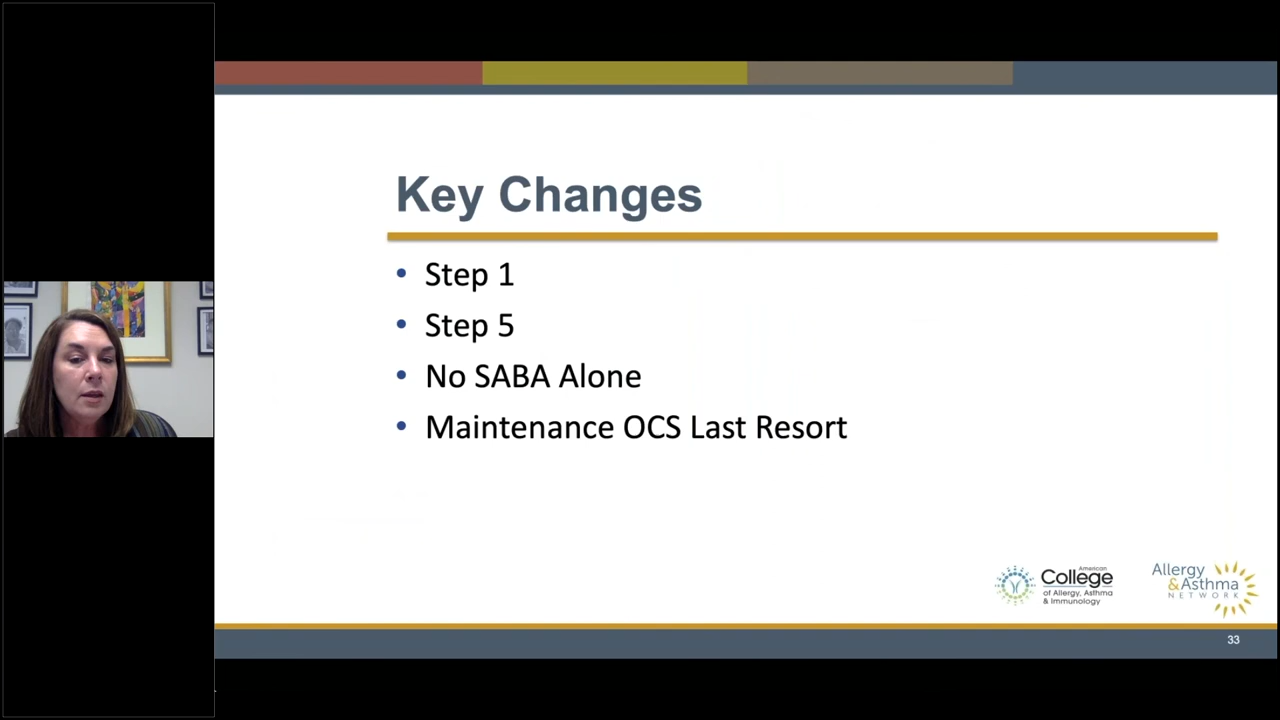 Key Changes
• Step 1
• Step 5
• No SABA Alone
• Maintenance OCS Last Resort
American
College
of Allergy, Asthma
& Immunology
Allergy
& Asthma
NETWORK
33